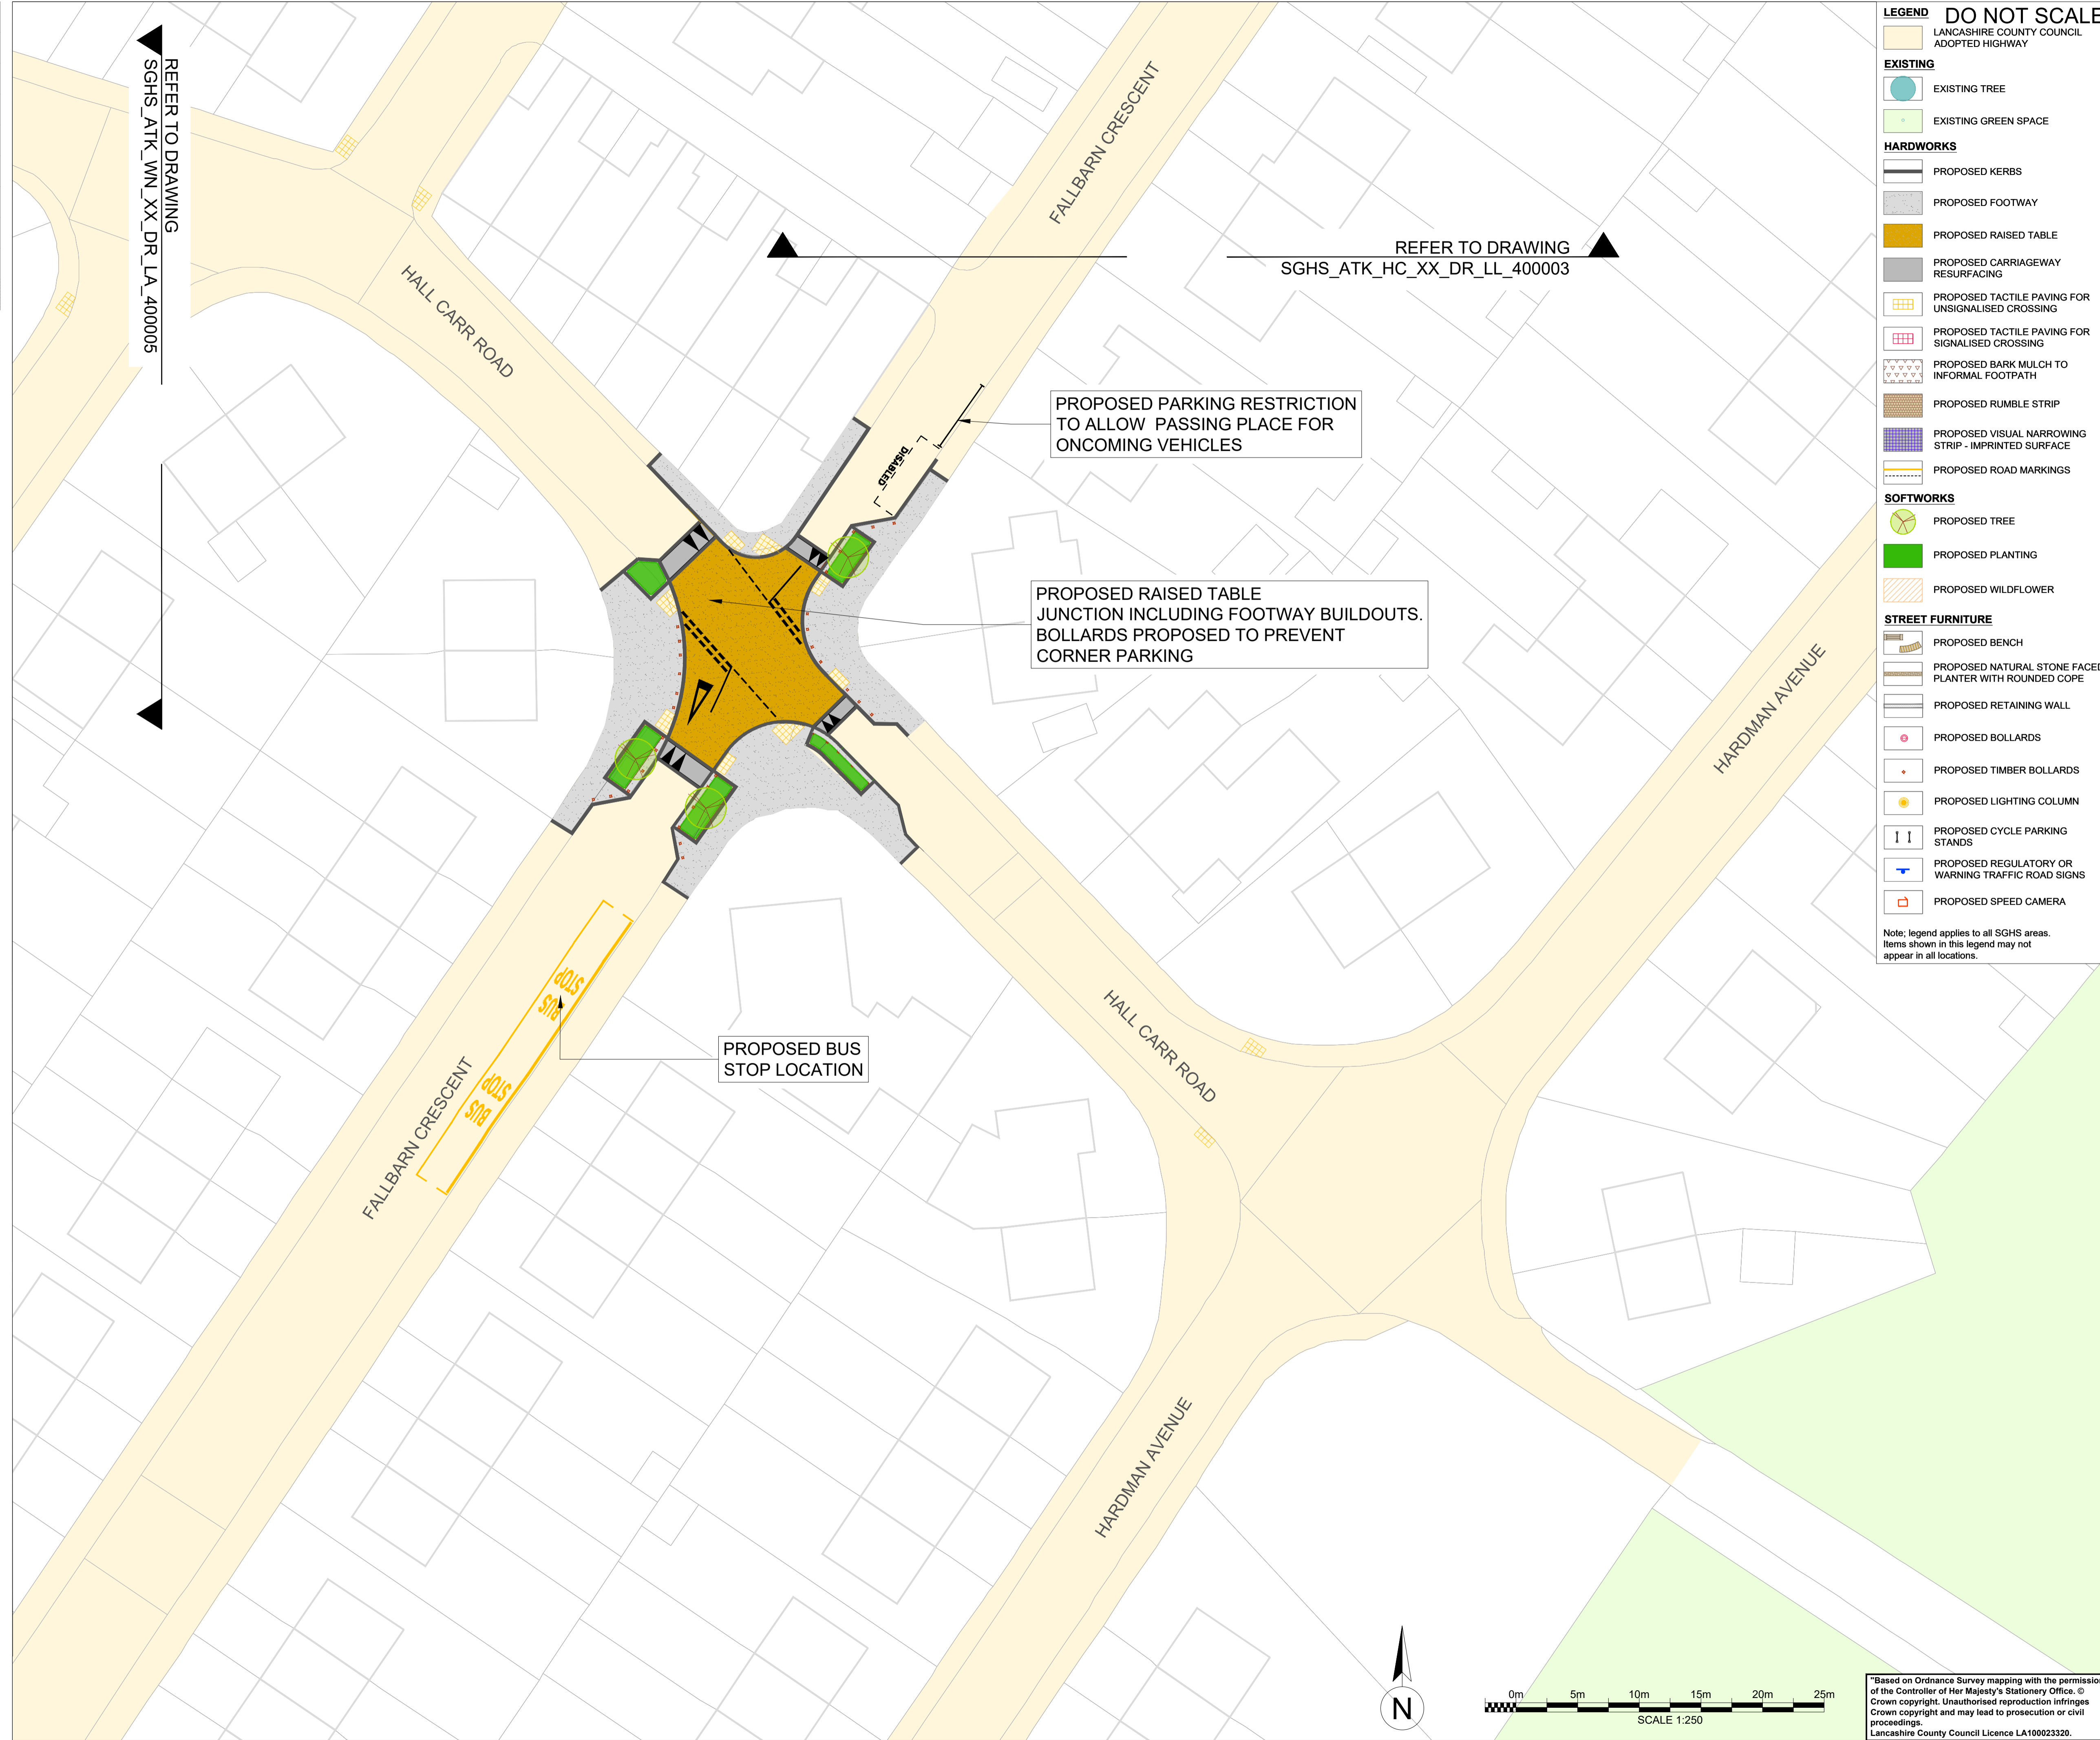 REFER TO DRAWING
SGHS_ATK_WN_XX_DR_LA_400005
FALLBARN CRESCENT
HALL CARR ROAD
REFER TO DRAWING
SGHS_ATK_HC_XX_DR_LL_400003
PROPOSED PARKING RESTRICTION
TO ALLOW PASSING PLACE FOR
ONCOMING VEHICLES
DISABLED
PROPOSED RAISED TABLE
JUNCTION INCLUDING FOOTWAY BUILDOUTS.
BOLLARDS PROPOSED TO PREVENT
CORNER PARKING
HARDMAN AVENUE
BUS
STOP
BUS
STOP
PROPOSED BUS
STOP LOCATION
FALLBARN CRESCENT
HALL CARR ROAD
HARDMAN AVENUE
N
0m 5m 10m 15m 20m 25m
SCALE 1:250
LEGEND
DO NOT SCALE
LANCASHIRE COUNTY COUNCIL
ADOPTED HIGHWAY
EXISTING
EXISTING TREE
EXISTING GREEN SPACE
HARDWORKS
PROPOSED KERBS
PROPOSED FOOTWAY
PROPOSED RAISED TABLE
PROPOSED CARRIAGEWAY
RESURFACING
PROPOSED TACTILE PAVING FOR
UNSIGNALISED CROSSING
PROPOSED TACTILE PAVING FOR
SIGNALISED CROSSING
PROPOSED BARK MULCH TO
INFORMAL FOOTPATH
PROPOSED RUMBLE STRIP
PROPOSED VISUAL NARROWING
STRIP - IMPRINTED SURFACE
PROPOSED ROAD MARKINGS
SOFTWORKS
PROPOSED TREE
PROPOSED PLANTING
PROPOSED WILDFLOWER
STREET FURNITURE
PROPOSED BENCH
PROPOSED NATURAL STONE FACED
PLANTER WITH ROUNDED COPE
PROPOSED RETAINING WALL
PROPOSED BOLLARDS
PROPOSED TIMBER BOLLARDS
PROPOSED LIGHTING COLUMN
PROPOSED CYCLE PARKING
STANDS
PROPOSED REGULATORY OR
WARNING TRAFFIC ROAD SIGNS
PROPOSED SPEED CAMERA
Note; legend applies to all SGHS areas.
Items shown in this legend may not
appear in all locations.
"Based on Ordnance Survey mapping with the permission
of the Controller of Her Majesty's Stationery Office. ©
Crown copyright. Unauthorised reproduction infringes
Crown copyright and may lead to prosecution or civil
proceedings.
Lancashire County Council Licence LA100023320.